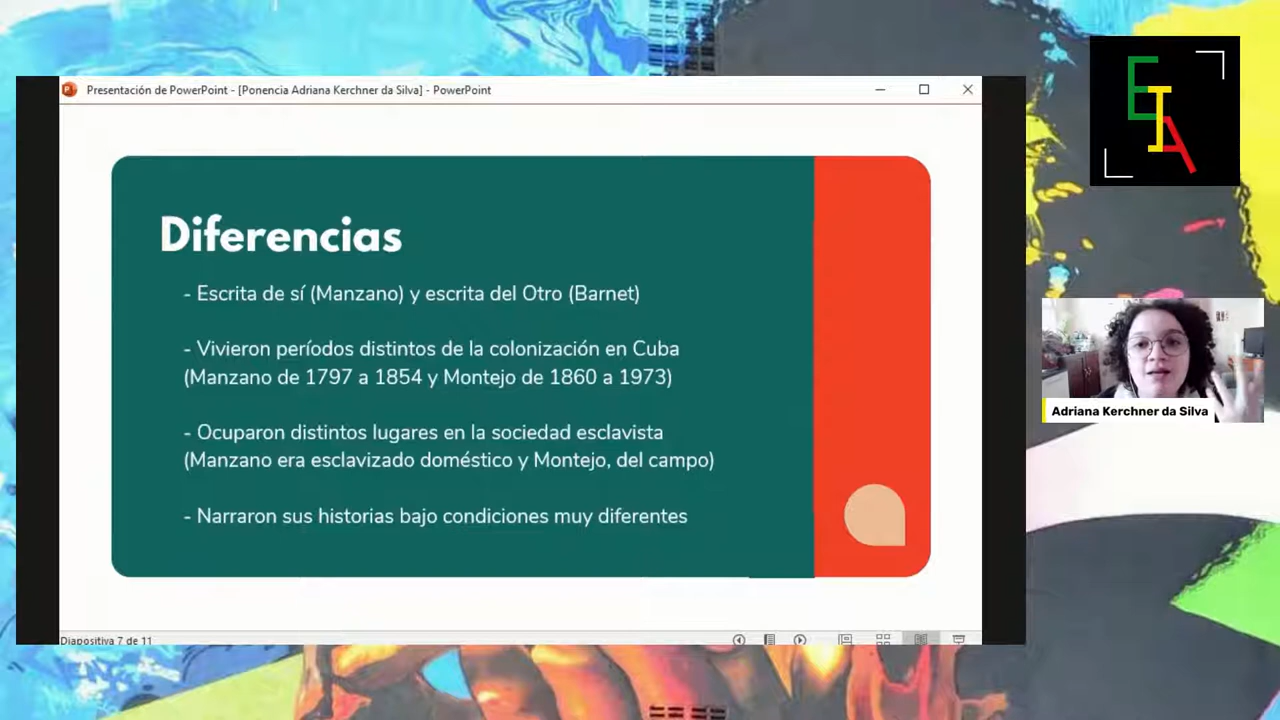 Presentación de PowerPoint - [Ponencia Adriana Kerchner da Silva] - PowerPoint
EIA
Diferencias
- Escrita de sí (Manzano) y escrita del Otro (Barnet)
- Vivieron períodos distintos de la colonización en Cuba
(Manzano de 1797 a 1854 y Montejo de 1860 a 1973)
- Ocuparon distintos lugares en la sociedad esclavista
(Manzano era esclavizado doméstico y Montejo, del campo)
- Narraron sus historias bajo condiciones muy diferentes
Adriana Kerchner da Silva
Diapositiva 7 de 11